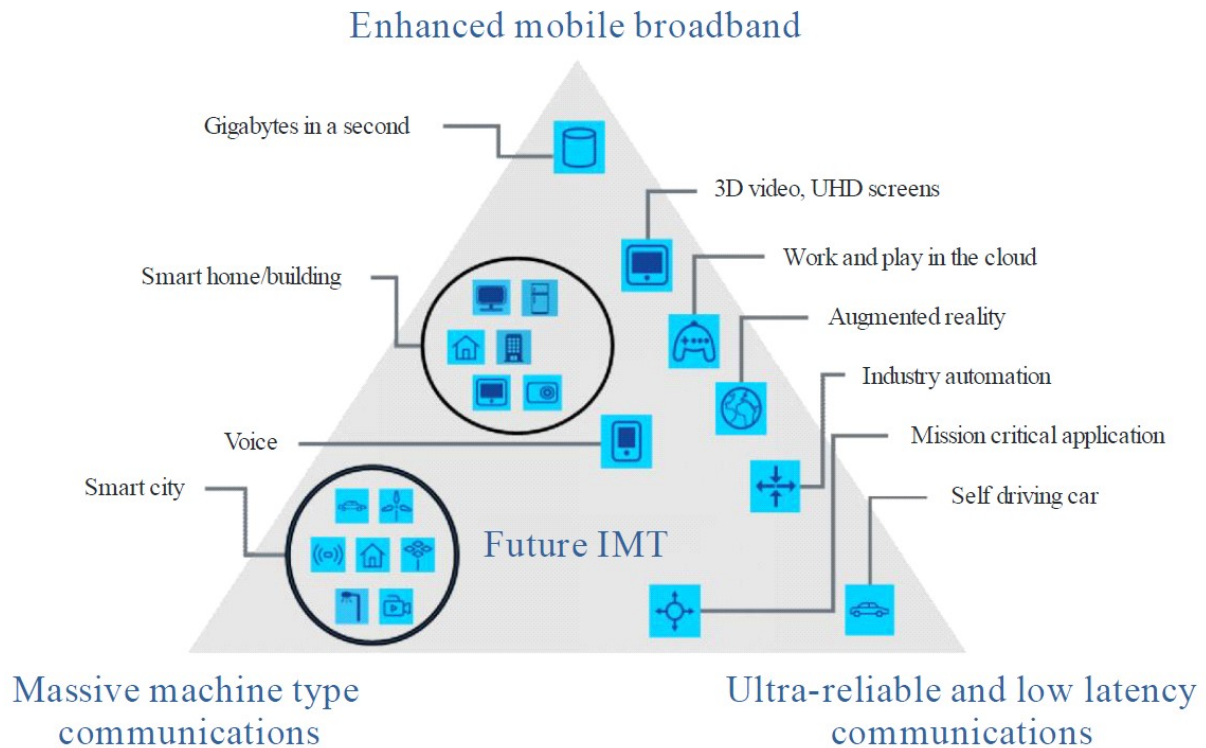 Enhanced mobile broadband
Gigabytes in a second
3D video, UHD screens
Work and play in the cloud
Smart home/building
Augmented reality
Industry automation
Voice
Mission critical application
Smart city
Self driving car
Future IMT
Massive machine type
communications
Ultra-reliable and low latency
communications